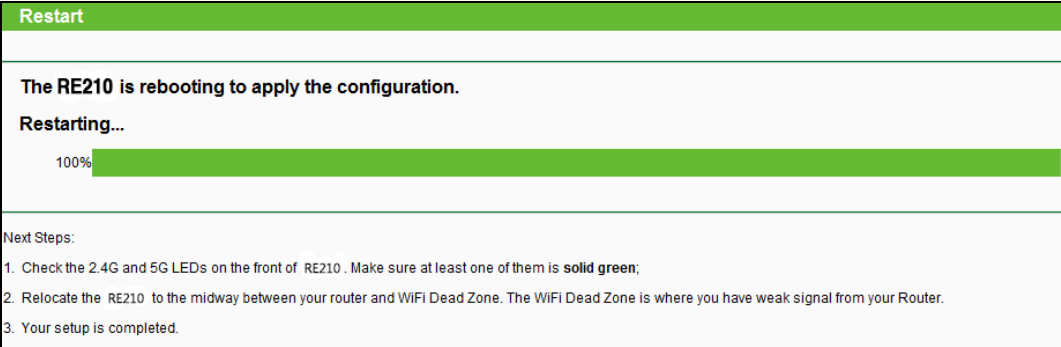 Restart
The RE210 is rebooting to apply the configuration.
Restarting...
100%
Next Steps:
1. Check the 2.4G and 5G LEDs on the front of RE210. Make sure at least one of them is solid green;
2. Relocate the RE210 to the midway between your router and WiFi Dead Zone. The WiFi Dead Zone is where you have weak signal from your Router.
3. Your setup is completed.